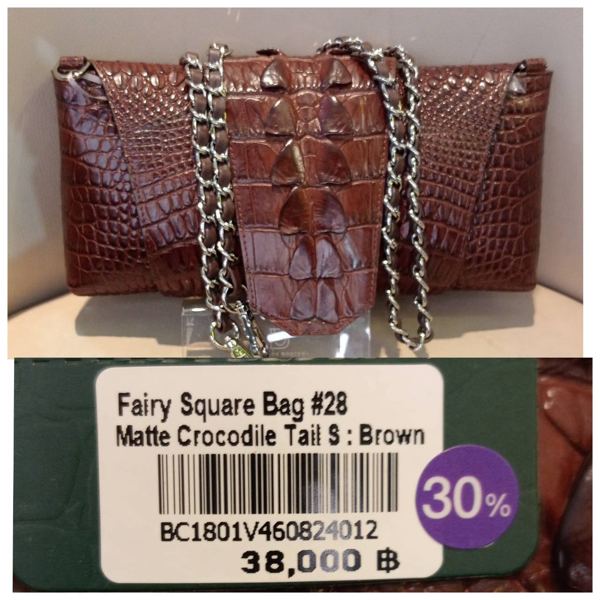 Fairy Square Bag #28
Matte Crocodile Tail S : Brown
30%
BC1801V460824012
38,000 ฿